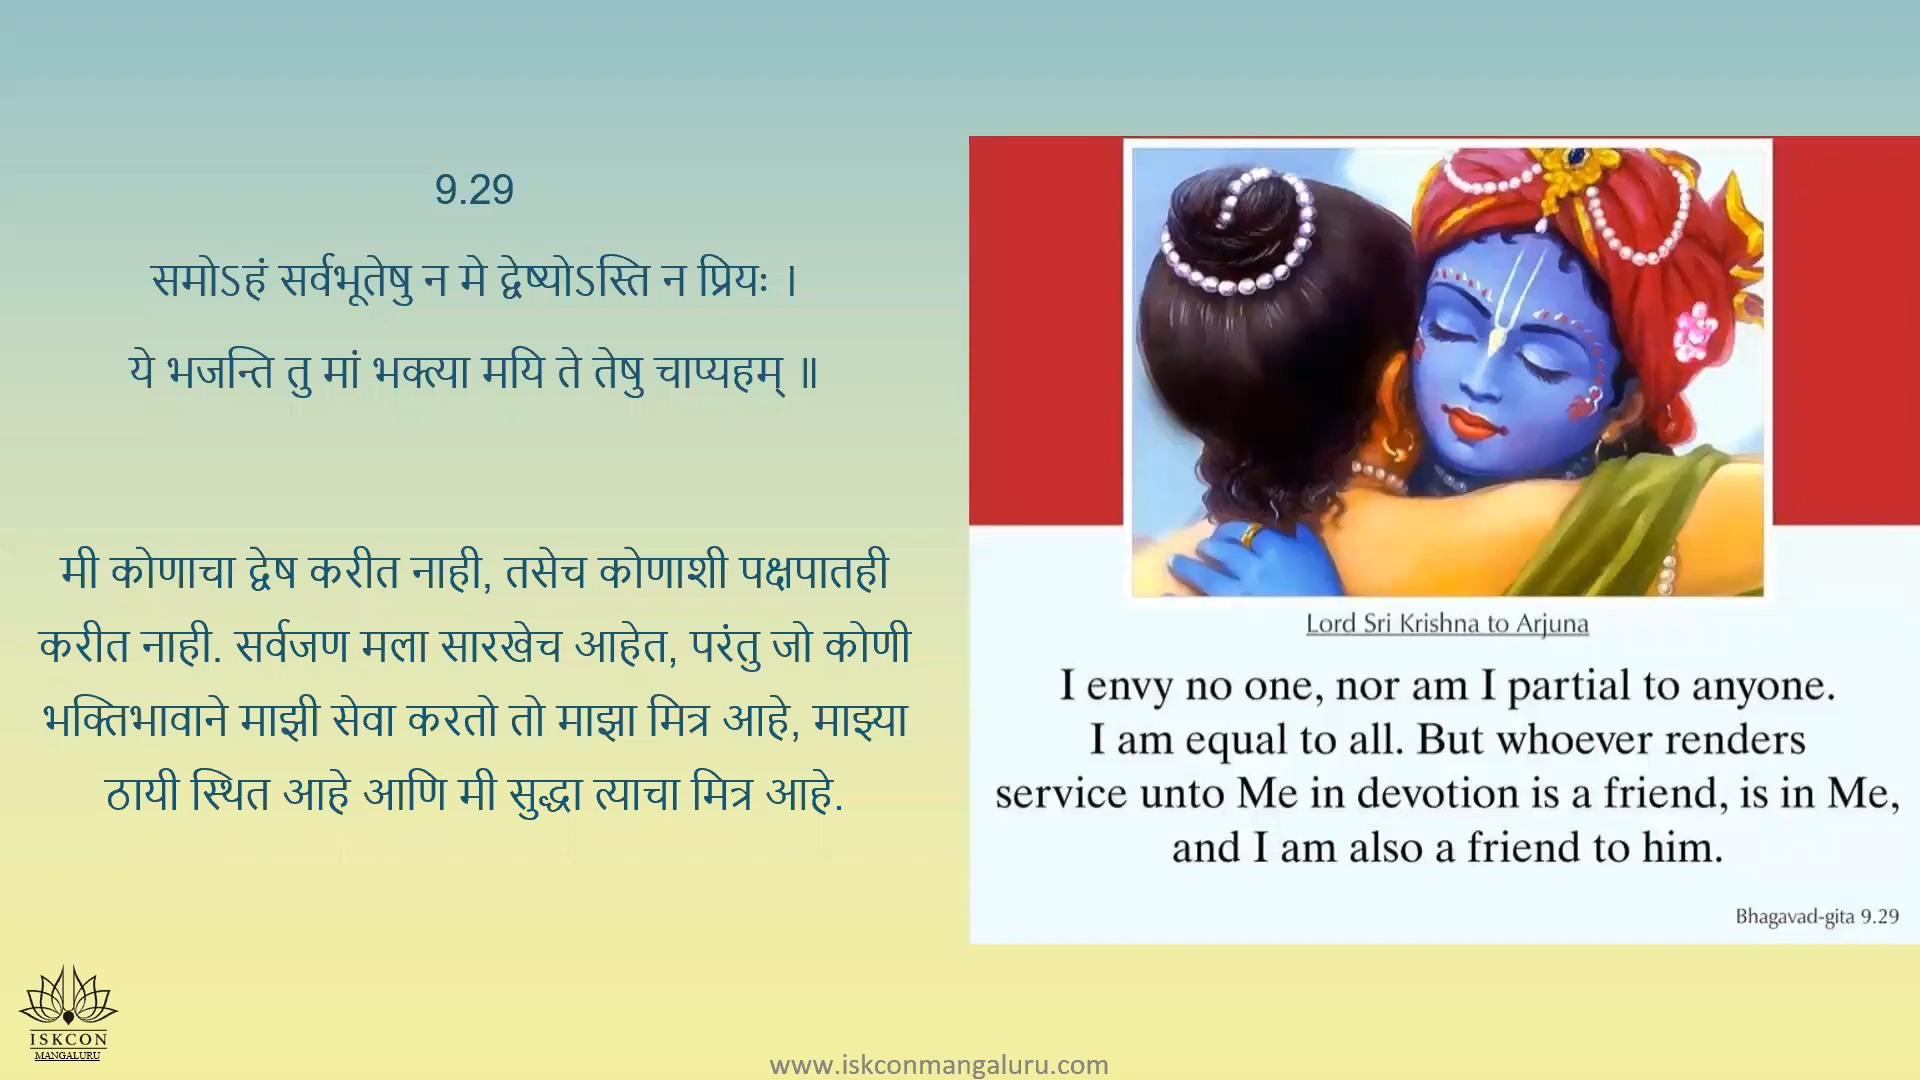 9.29
समोऽहं सर्वभूतेषु न मे द्वेष्योऽस्ति न प्रियः ।
ये भजन्ति तु मां भक्त्या मयि ते तेषु चाप्यहम् ॥
मी कोणाचा द्वेष करीत नाही, तसेच कोणाशी पक्षपातही
करीत नाही. सर्वजण मला सारखेच आहेत, परंतु जो कोणी
भक्तिभावाने माझी सेवा करतो तो माझा मित्र आहे, माझ्या
ठायी स्थित आहे आणि मी सुद्धा त्याचा मित्र आहे.
Lord Sri Krishna to Arjuna
I envy no one, nor am I partial to anyone.
I am equal to all. But whoever renders
service unto Me in devotion is a friend, is in Me,
and I am also a friend to him.
Bhagavad-gita 9.29
ISKCON
MANGALURU
www.iskconmangaluru.com